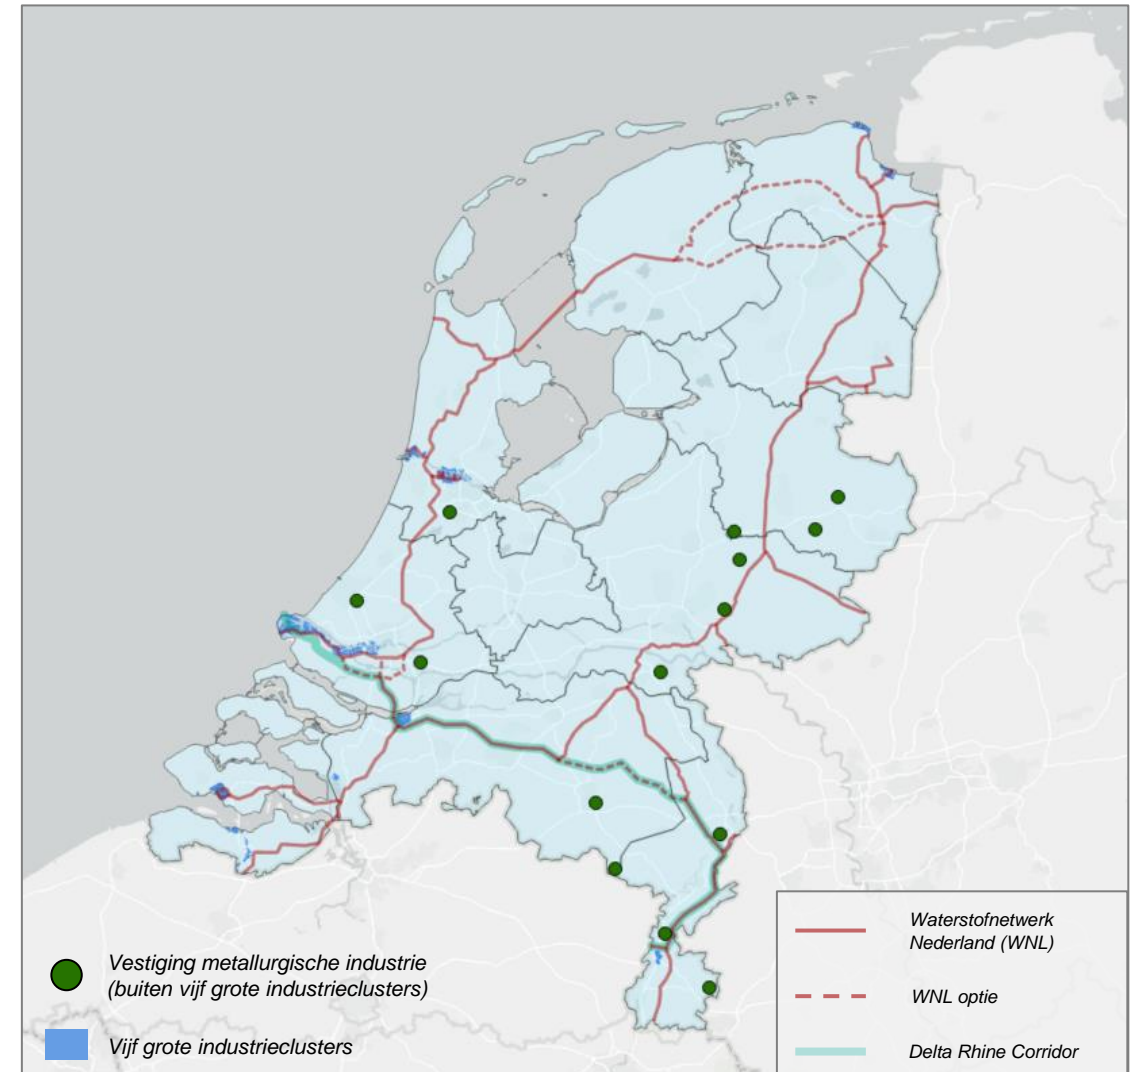 Vestiging metallurgische industrie
(buiten vijf grote industrieclusters)
Vijf grote industrieclusters
Waterstofnetwerk
Nederland (WNL)
WNL optie
Delta Rhine Corridor